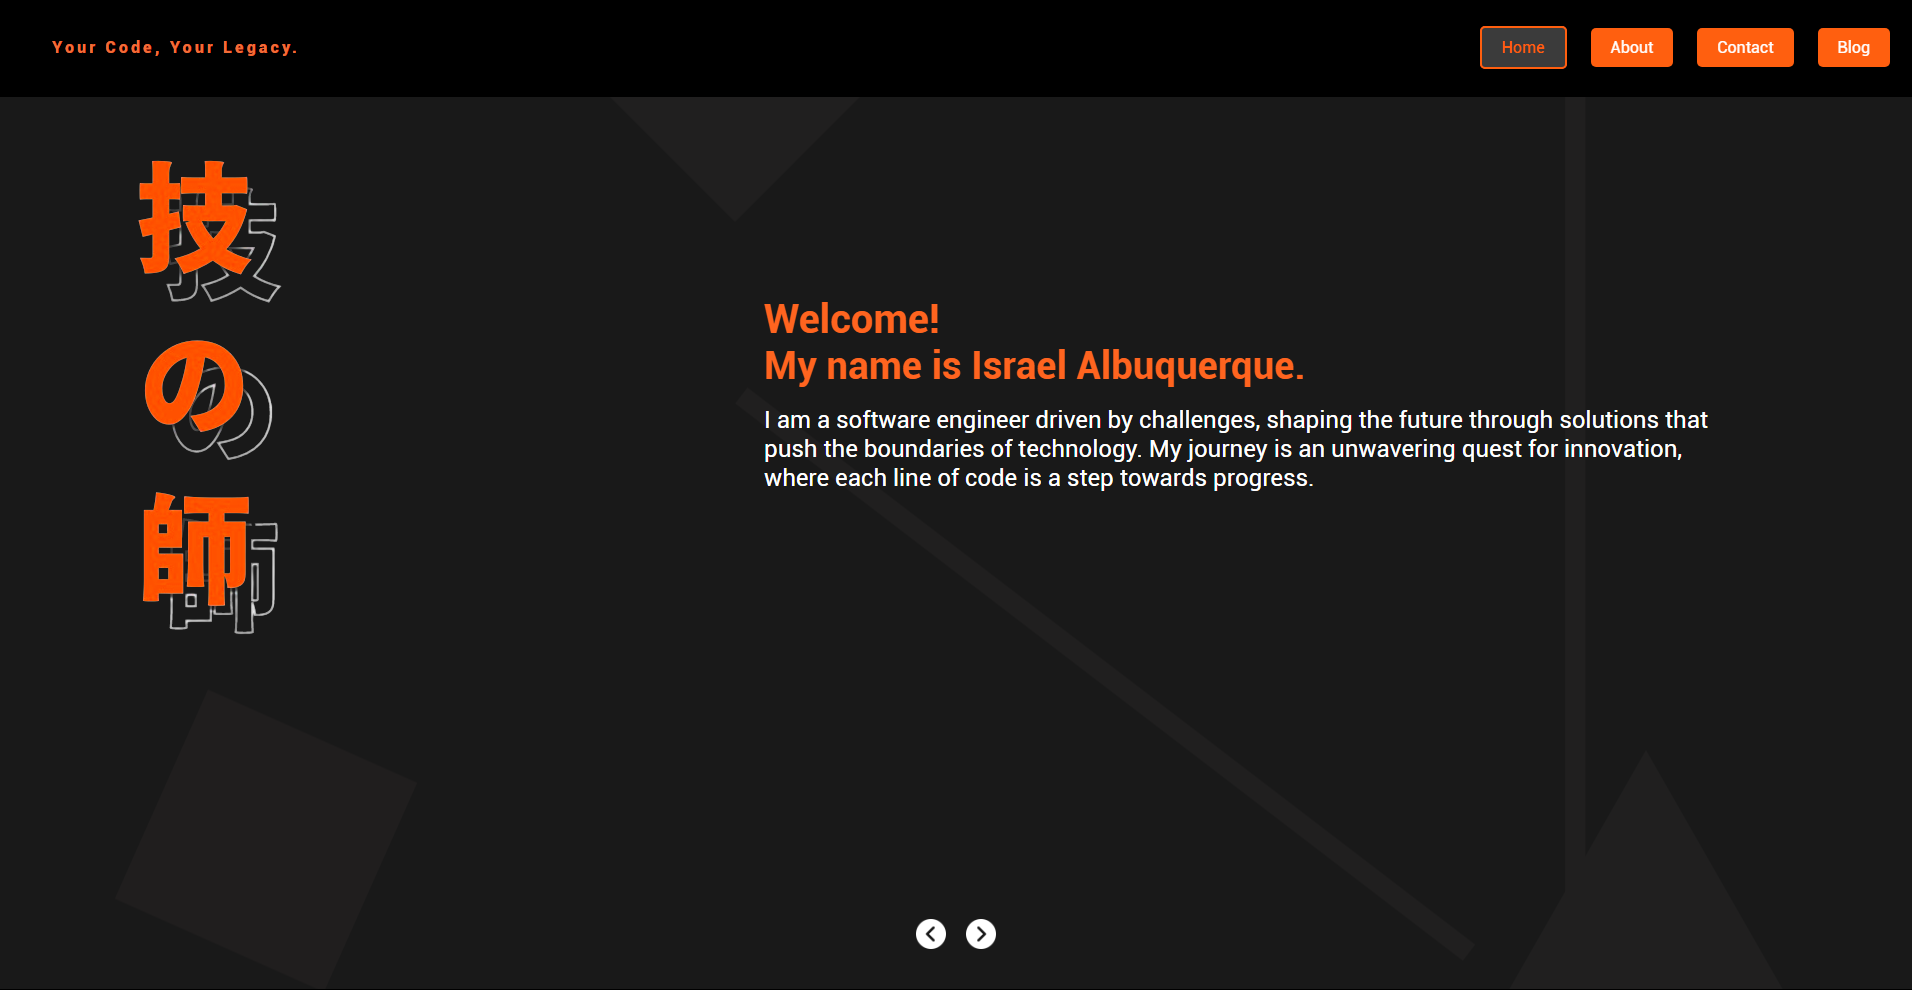 Your Code, Your Legacy.
Home
About
Contact
Blog
技
の
師
Welcome!
My name is Israel Albuquerque.
I am a software engineer driven by challenges, shaping the future through solutions that
push the boundaries of technology. My journey is an unwavering quest for innovation,
where each line of code is a step towards progress.